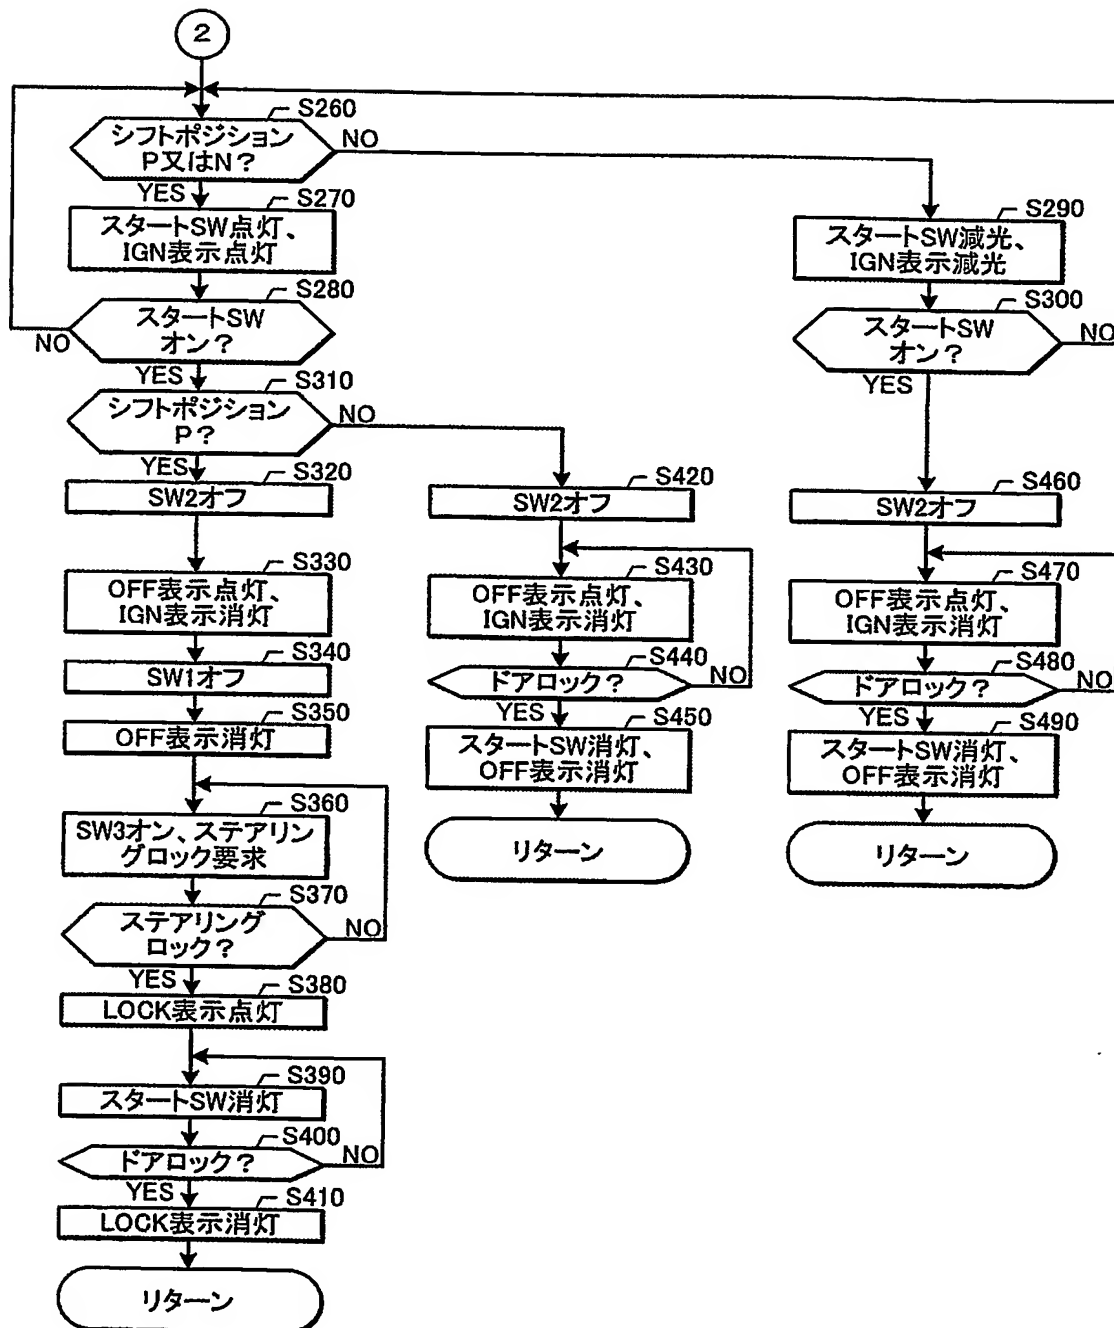 2
S260
シフトポジション
P又はN?
NO
YES
S270
スタートSW点灯、
IGN表示点灯
S280
スタートSW
オン?
NO
YES
S310
シフトポジション
P?
NO
YES
S320
SW2オフ
S330
OFF表示点灯、
IGN表示消灯
S340
SW1オフ
S350
OFF表示消灯
S360
SW3オン、ステアリン
グロック要求
S370
ステアリング
ロック?
NO
YES
S380
LOCK表示点灯
S390
スタートSW消灯
S400
ドアロック?
NO
YES
S410
LOCK表示消灯
リターン
S420
SW2オフ
S430
OFF表示点灯、
IGN表示消灯
S440
ドアロック?
NO
YES
S450
スタートSW消灯、
OFF表示消灯
リターン
S290
スタートSW減光、
IGN表示減光
S300
スタートSW
オン?
NO
YES
S460
SW2オフ
S470
OFF表示点灯、
IGN表示消灯
S480
ドアロック?
NO
YES
S490
スタートSW消灯、
OFF表示消灯
リターン